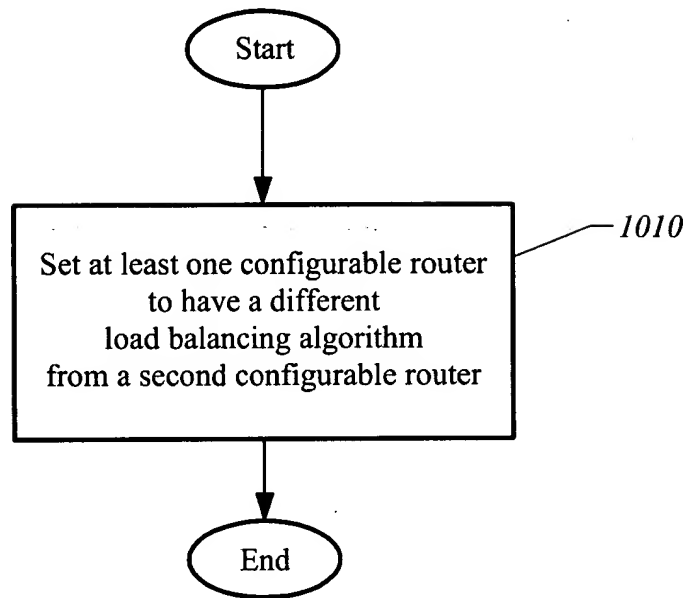 Start
1010
Set at least one configurable router
to have a different
load balancing algorithm
from a second configurable router
End